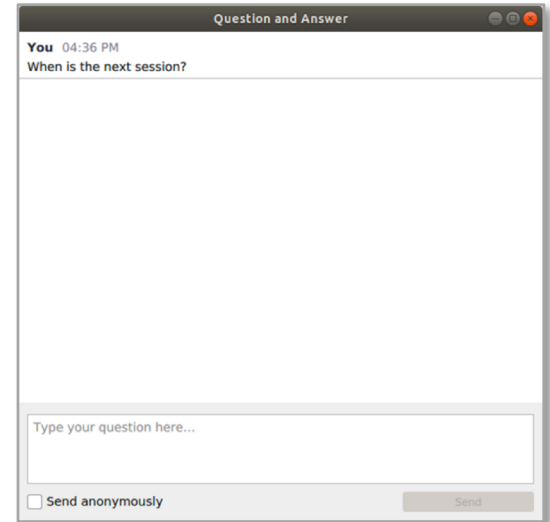 Question and Answer
You 04:36 PM
When is the next session?
Type your question here...
Send anonymously
Send